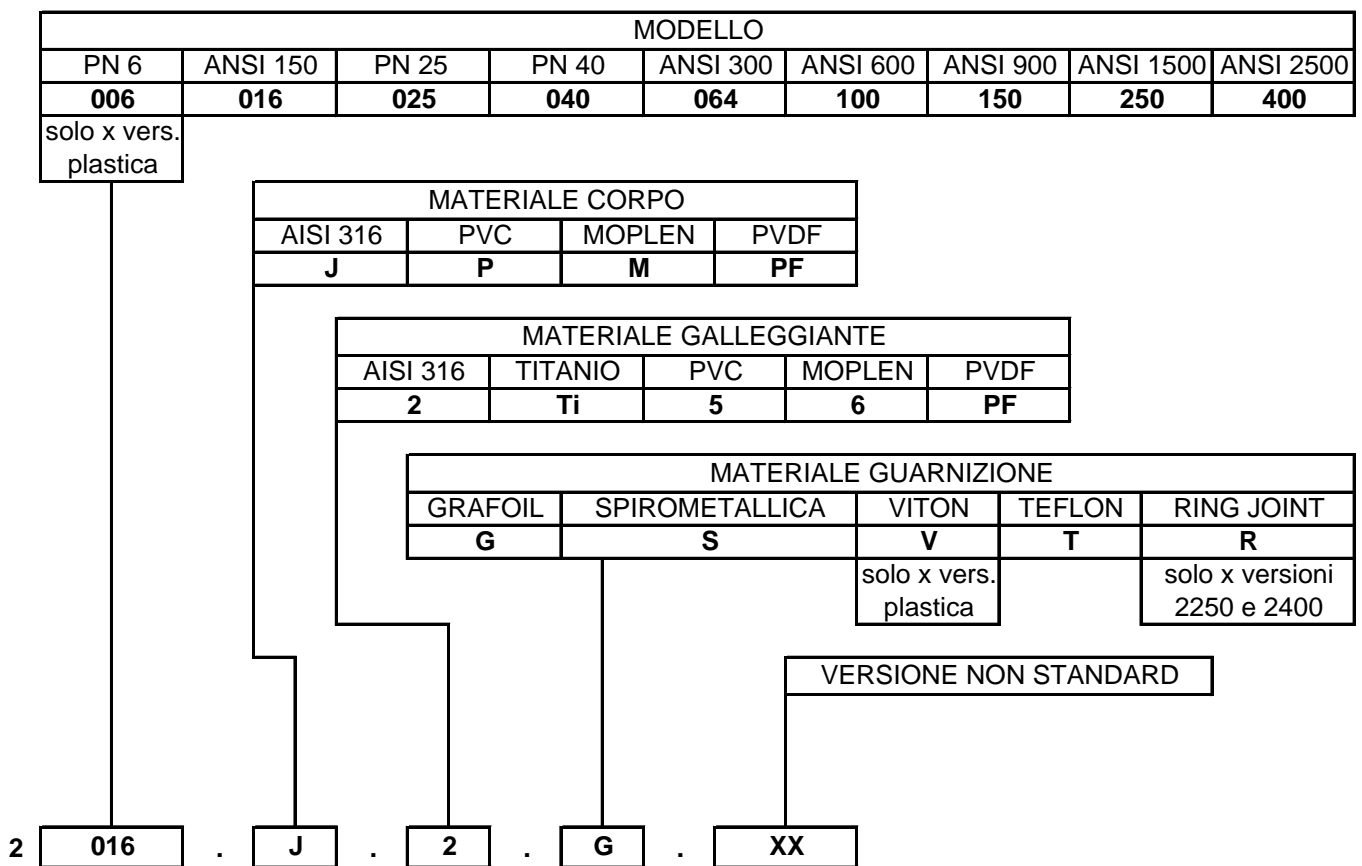 MODELLO
PN 6 ANSI 150 PN 25 PN 40 ANSI 300 ANSI 600 ANSI 900 ANSI 1500 ANSI 2500
006 016 025 040 064 100 150 250 400
solo x vers.
plastica
MATERIALE CORPO
AISI 316 PVC MOPLEN PVDF
J P M PF
MATERIALE GALLEGGIANTE
AISI 316 TITANIO PVC MOPLEN PVDF
2 Ti 5 6 PF
MATERIALE GUARNIZIONE
GRAFOIL SPIROMETALLICA VITON TEFLON RING JOINT
G S V T R
solo x vers. solo x versioni
plastica 2250 e 2400
VERSIONE NON STANDARD
2 016 . J . 2 . G . XX